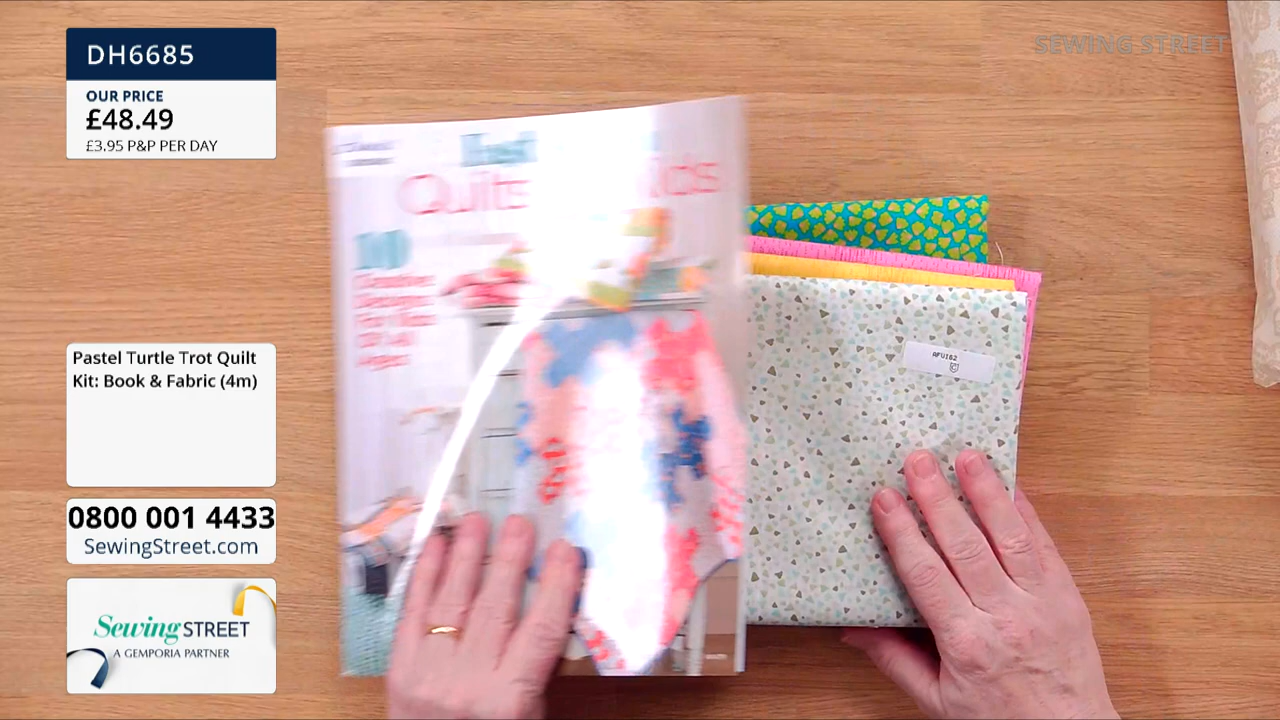 DH6685
OUR PRICE
£48.49
£3.95 P&P PER DAY
SEWING STREET
Quilts
Pastel Turtle Trot Quilt
Kit: Book & Fabric (4m)
0800 001 4433
SewingStreet.com
Sewing STREET
A GEMPORIA PARTNER